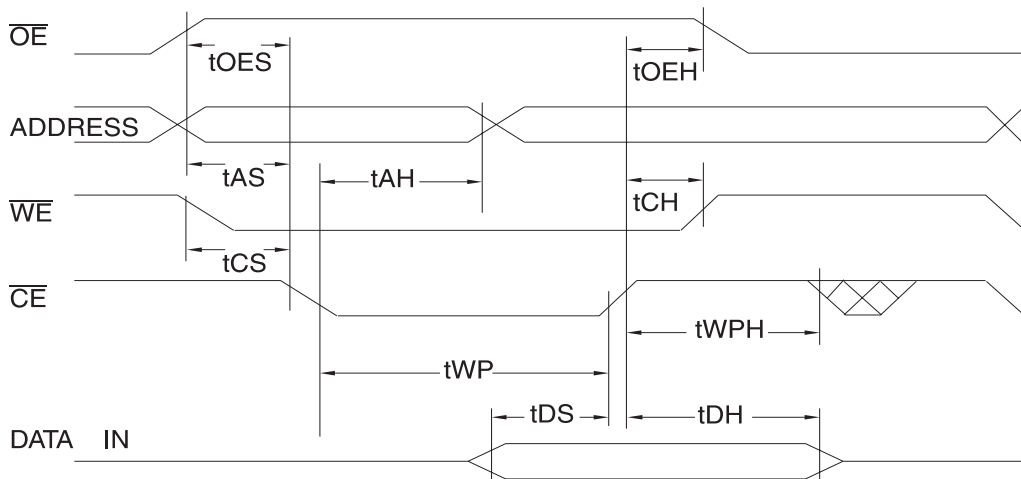 OE
tOES
tOEH
ADDRESS
tAS
tAH
tCH
WE
tCS
CE
tWPH
tWP
tDS
tDH
DATA IN